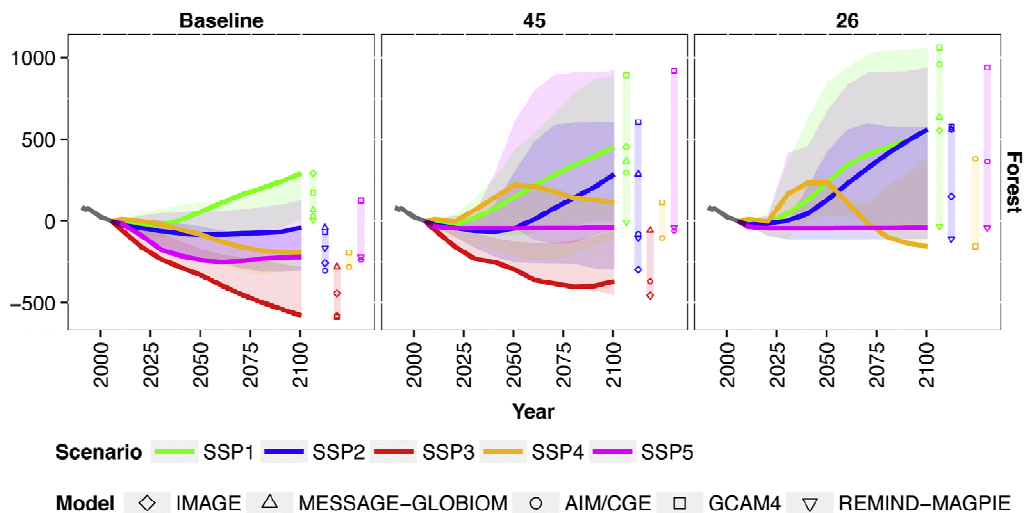 Baseline 45 26
1000
500
0
−500
Forest
2000 2025 2050 2075 2100 2000 2025 2050 2075 2100 2000 2025 2050 2075 2100
Year
Scenario SSP1 SSP2 SSP3 SSP4 SSP5
Model IMAGE MESSAGE−GLOBIOM AIM/CGE GCAM4 REMIND−MAGPIE